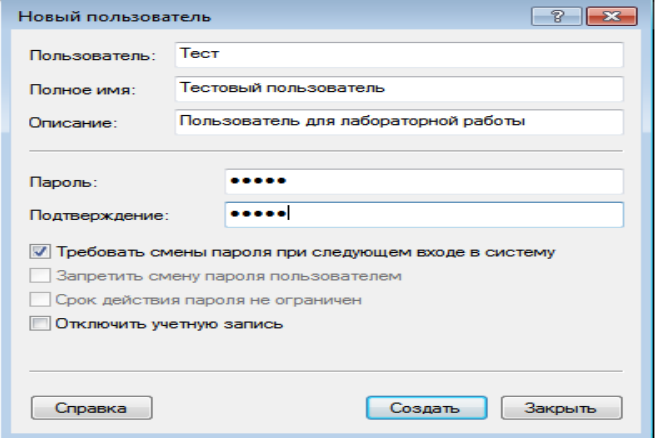 Новый пользователь
Пользователь: Тест
Полное имя: Тестовый пользователь
Описание: Пользователь для лабораторной работы
Пароль: •••••
Подтверждение: •••••
Требовать смены пароля при следующем входе в систему
Запретить смену пароля пользователем
Срок действия пароля не ограничен
Отключить учетную запись
Справка Создать Закрыть